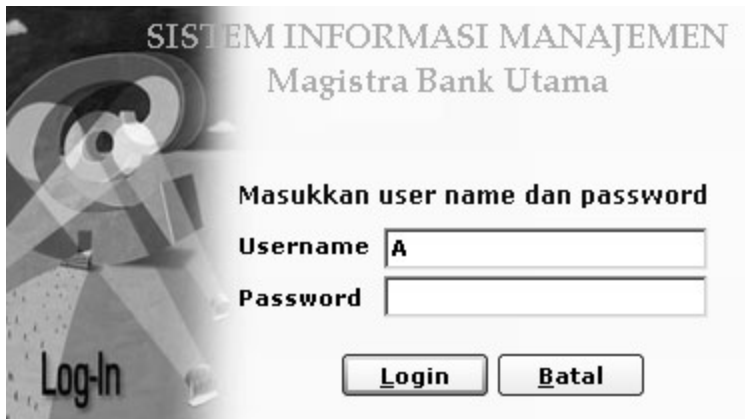 SISTEM INFORMASI MANAJEMEN
Magistra Bank Utama
Masukkan user name dan password
Username A
Password
Log-In
Login Batal